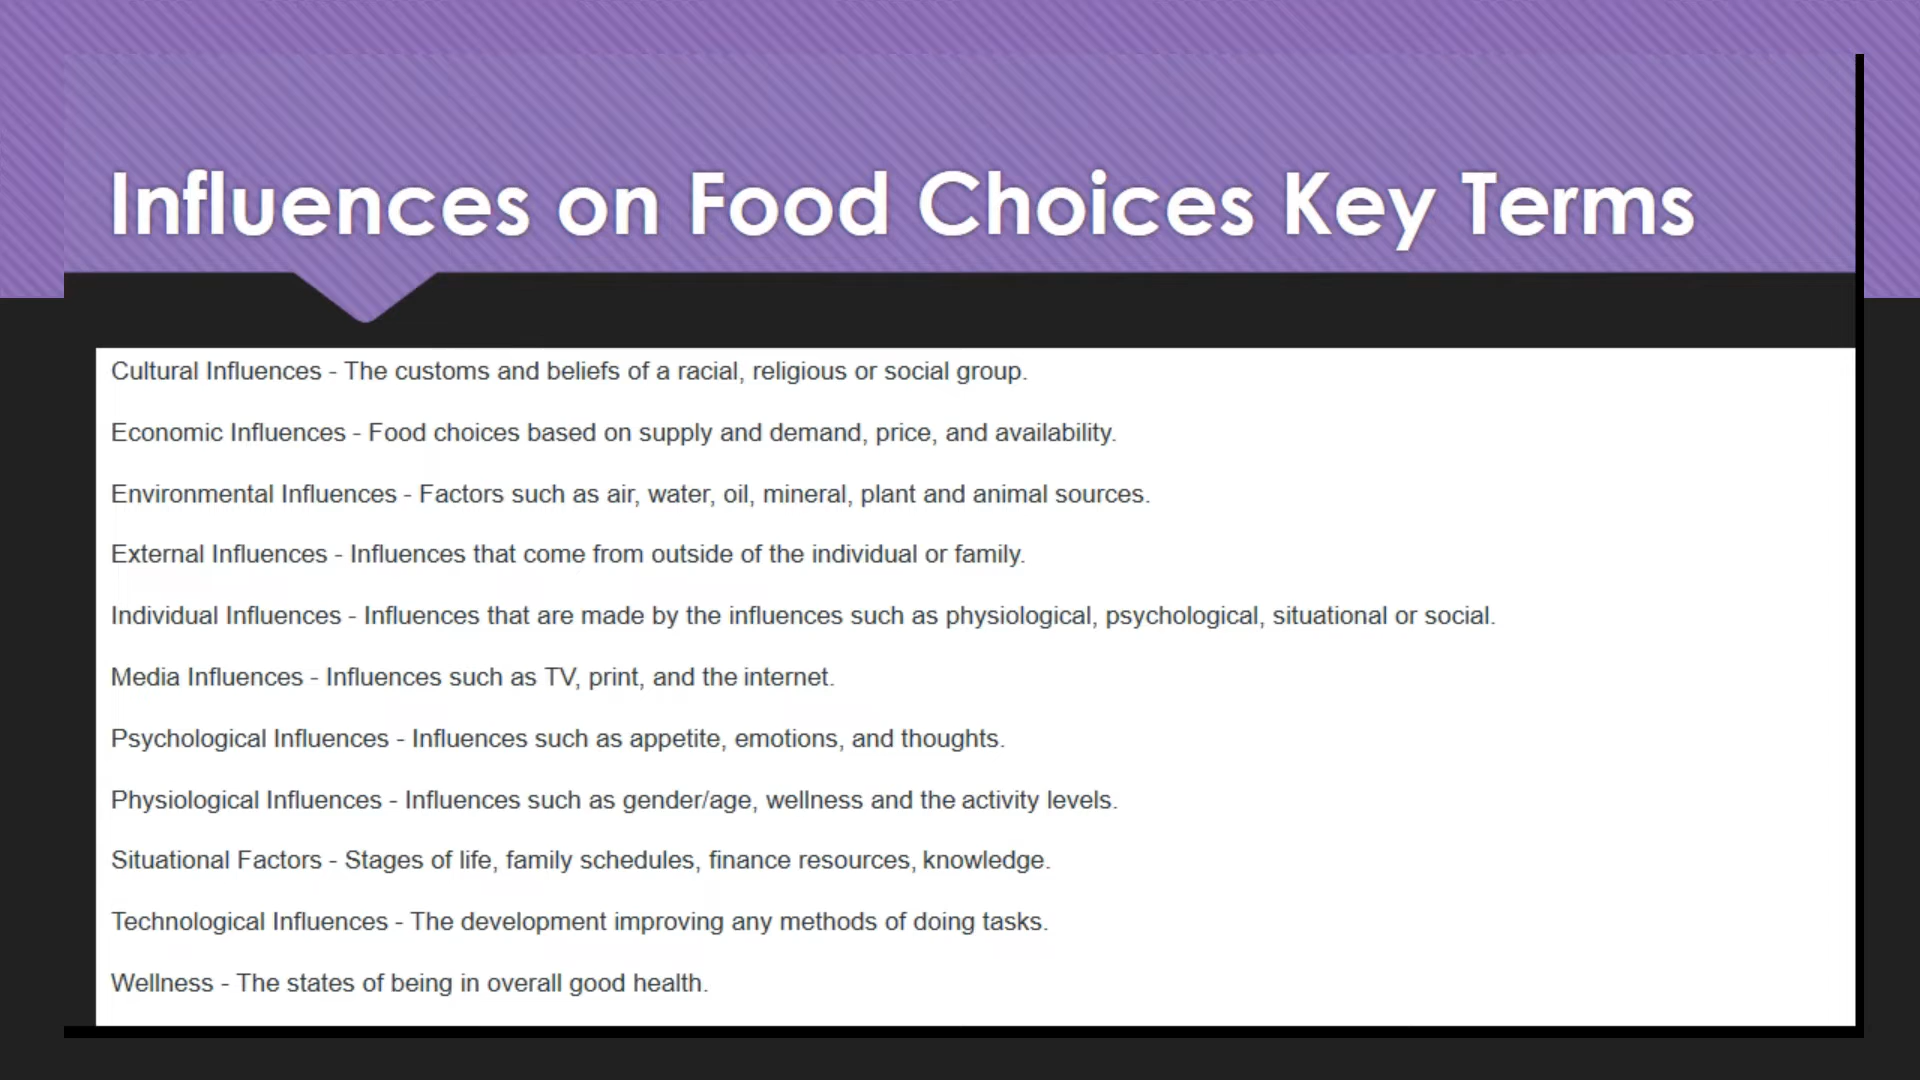 Influences on Food Choices Key Terms
Cultural Influences - The customs and beliefs of a racial, religious or social group.
Economic Influences - Food choices based on supply and demand, price, and availability.
Environmental Influences - Factors such as air, water, oil, mineral, plant and animal sources.
External Influences - Influences that come from outside of the individual or family.
Individual Influences - Influences that are made by the influences such as physiological, psychological, situational or social.
Media Influences - Influences such as TV, print, and the internet.
Psychological Influences - Influences such as appetite, emotions, and thoughts.
Physiological Influences - Influences such as gender/age, wellness and the activity levels.
Situational Factors - Stages of life, family schedules, finance resources, knowledge.
Technological Influences - The development improving any methods of doing tasks.
Wellness - The states of being in overall good health.